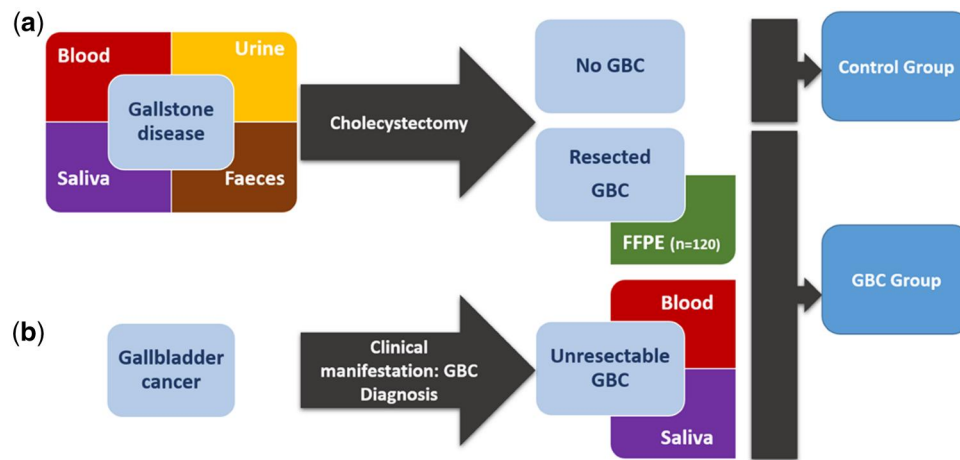 (a)
Blood
Urine
Gallstone
disease
Saliva
Faeces
Cholecystectomy
No GBC
Resected
GBC
FFPE (n=120)
Control Group
GBC Group
(b)
Gallbladder
cancer
Clinical
manifestation: GBC
Diagnosis
Blood
Unresectable
GBC
Saliva